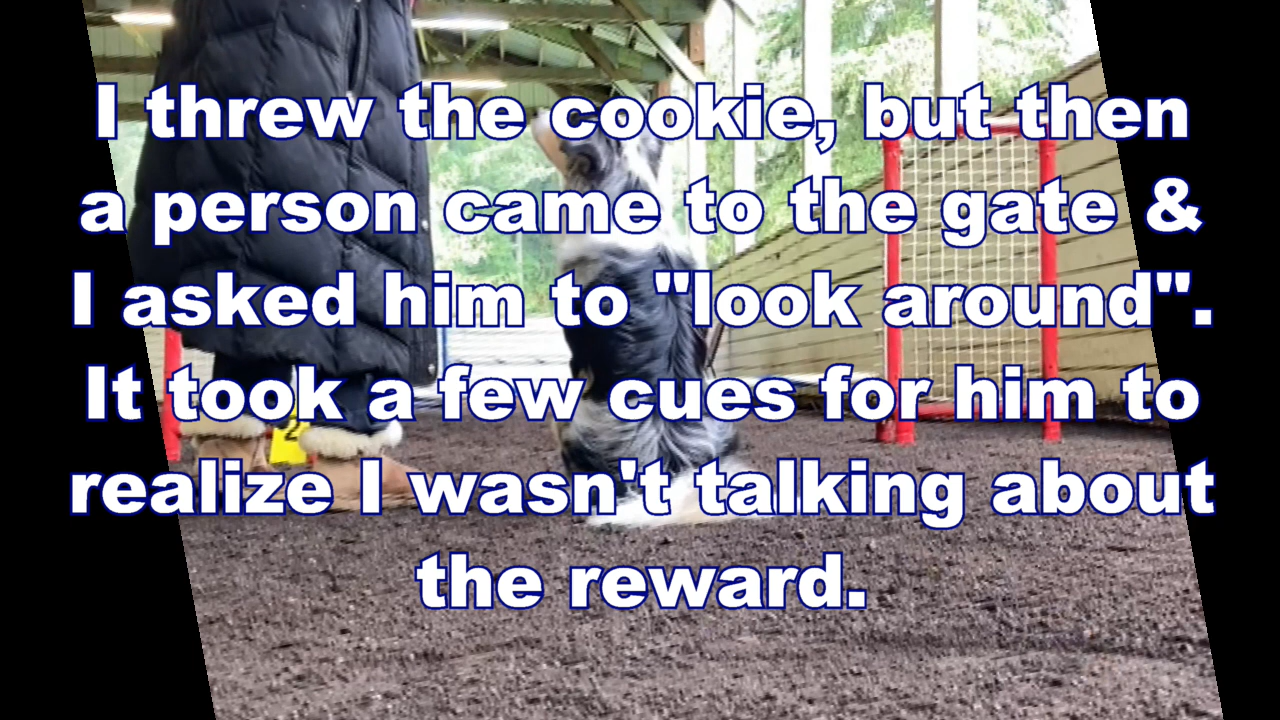 I threw the cookie, but then
a person came to the gate &
I asked him to "look around".
It took a few cues for him to
realize I wasn't talking about
the reward.
2